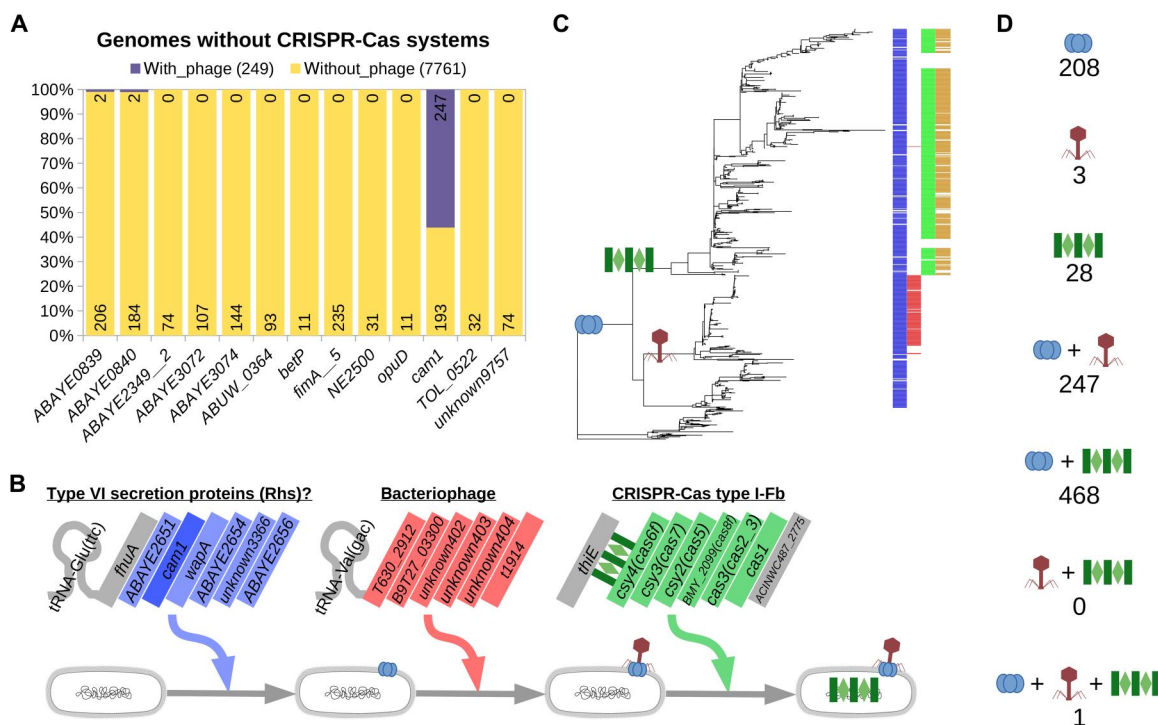 A
Genomes without CRISPR-Cas systems
With_phage (249) Without_phage (7761)
100%
90%
80%
70%
60%
50%
40%
30%
20%
10%
0%
2 2 0 0 0 0 0 0 0 0 247 0 0
206 184 74 107 144 93 11 235 31 11 193 32 74
ABAYE0839
ABAYE0840
ABAYE2349_2
ABAYE3072
ABAYE3074
ABUW_0364
betP
fimA_5
NE2500
opuD
cam1
TOL_0522
unknown9757
B
Type VI secretion proteins (Rhs)?
tRNA-Glu(ttc)
fhuA
ABAYE2651
cam1
wapA
ABAYE2654
unknown3366
ABAYE2656
Bacteriophage
tRNA-Val(gac)
T630_2912
B9T27_03300
unknown402
unknown403
unknown404
t1914
CRISPR-Cas type I-Fb
thiE
csy4(cas6f)
csy3(cas7)
csy2(cas5)
BMY_2099(cas8f)
cas3(cas2_3)
cas1
ACINWC487_2775
C
D
208
3
28
+
247
+
468
+
0
+ +
1